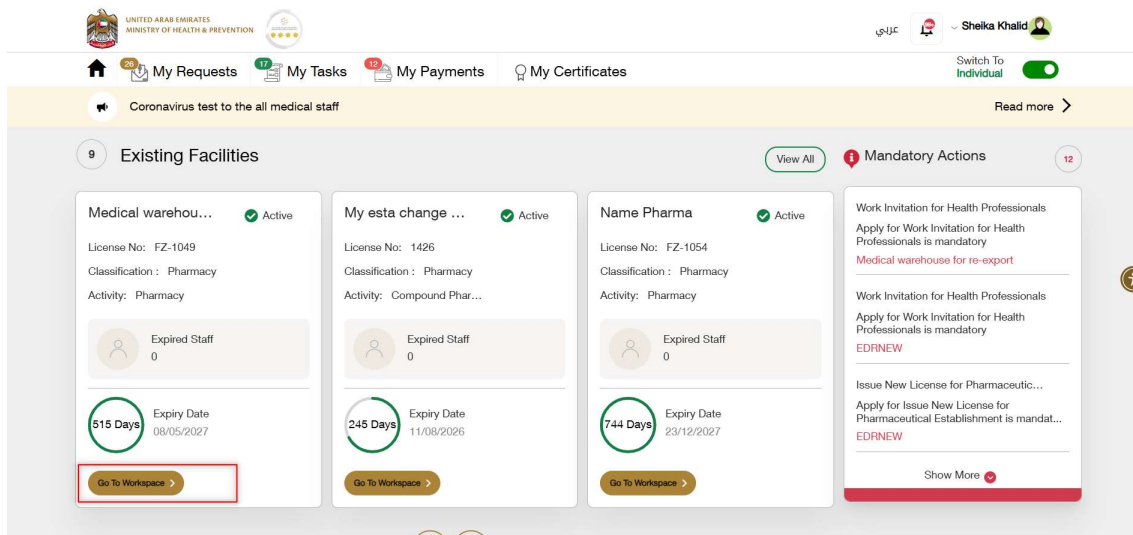 UNITED ARAB EMIRATES
MINISTRY OF HEALTH & PREVENTION
عربي
99+
Sheika Khalid
26
My Requests
17
My Tasks
12
My Payments
My Certificates
Switch To
Individual
Coronavirus test to the all medical staff
Read more
9
Existing Facilities
View All
Medical warehou...
Active
License No: FZ-1049
Classification : Pharmacy
Activity: Pharmacy
Expired Staff
0
515 Days
Expiry Date
08/05/2027
Go To Workspace
My esta change ...
Active
License No: 1426
Classification : Pharmacy
Activity: Compound Phar...
Expired Staff
0
245 Days
Expiry Date
11/08/2026
Go To Workspace
Name Pharma
Active
License No: FZ-1054
Classification : Pharmacy
Activity: Pharmacy
Expired Staff
0
744 Days
Expiry Date
23/12/2027
Go To Workspace
Mandatory Actions
12
Work Invitation for Health Professionals
Apply for Work Invitation for Health
Professionals is mandatory
Medical warehouse for re-export
Work Invitation for Health Professionals
Apply for Work Invitation for Health
Professionals is mandatory
EDRNEW
Issue New License for Pharmaceutic...
Apply for Issue New License for
Pharmaceutical Establishment is mandat...
EDRNEW
Show More